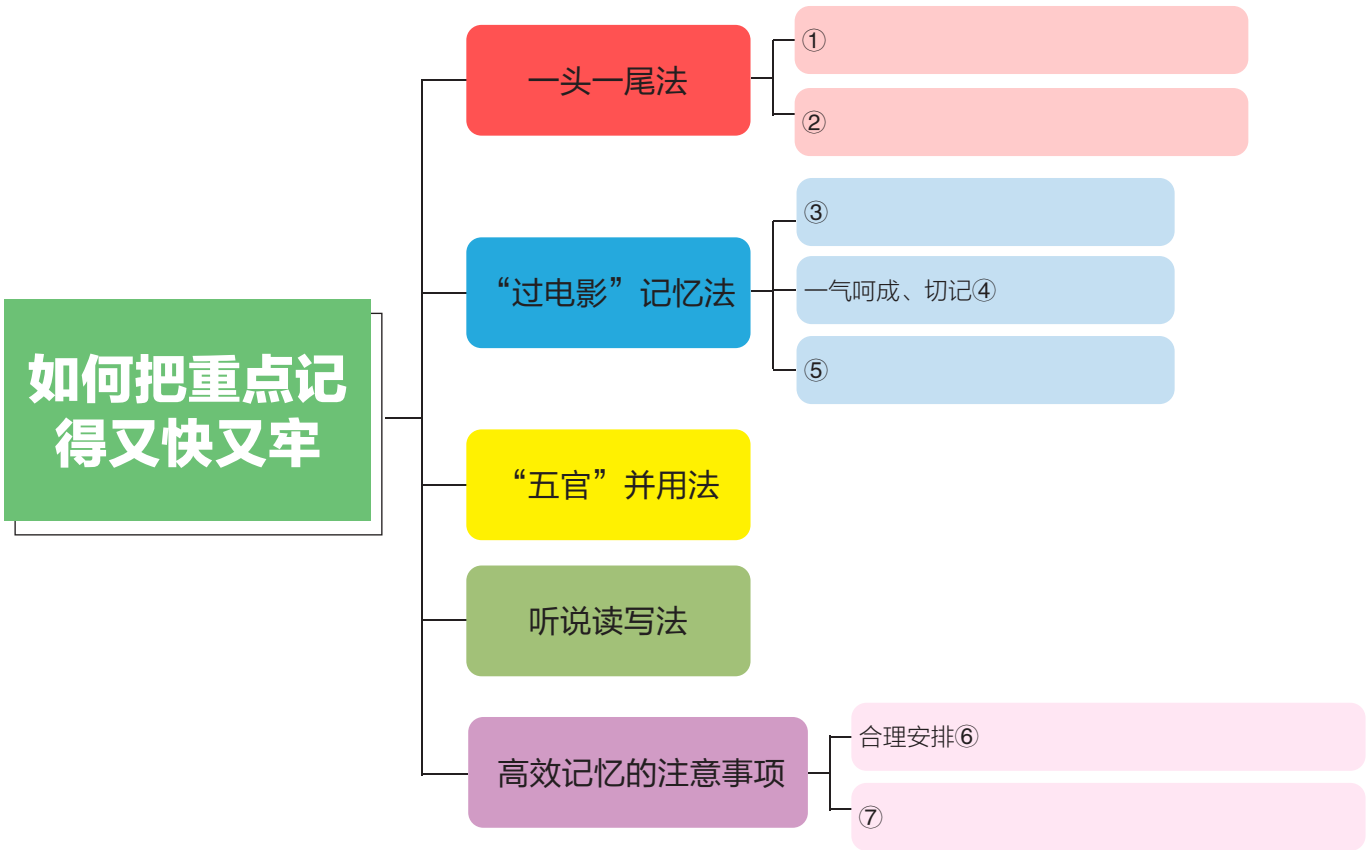 如何把重点记
得又快又牢
一头一尾法
①
②
“过电影”记忆法
③
一气呵成、切记④
⑤
“五官”并用法
听说读写法
高效记忆的注意事项
合理安排⑥
⑦